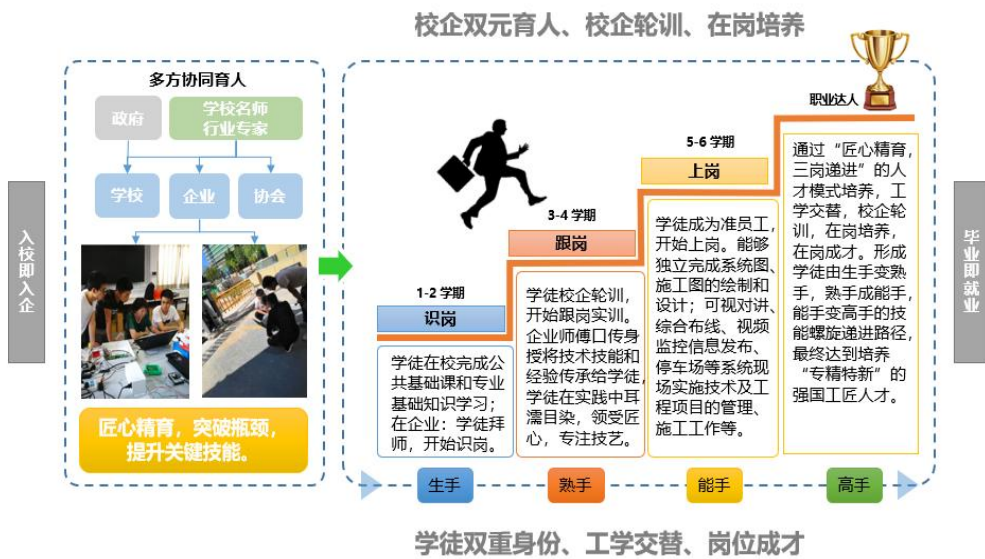 校企双元育人、校企轮训、在岗培养
入校即入企
多方协同育人
政府
学校名师
行业专家
学校
企业
协会
匠心精育，突破瓶颈，
提升关键技能。
1-2 学期
识岗
学徒在校完成公
共基础课和专业
基础知识学习；
在企业：学徒拜
师，开始识岗。
3-4 学期
跟岗
学徒校企轮训，
开始跟岗实训。
企业师傅口传身
授将技术技能和
经验传承给学徒，
学徒在实践中耳
濡目染，领受匠
心，专注技艺。
5-6 学期
上岗
学徒成为准员工，
开始上岗。能够
独立完成系统图、
施工图的绘制和
设计；可视对讲、
综合布线、视频
监控信息发布、
停车场等系统现
场实施技术及工
程项目的管理、
施工工作等。
职业达人
通过“匠心精育，
三岗递进”的人
才模式培养，工
学交替，校企轮
训，在岗培养，
在岗成才。形成
学徒由生手变熟
手，熟手成能手，
能手变高手的技
能螺旋递进路径，
最终达到培养
“专精特新”的
强国工匠人才。
毕业即就业
生手
熟手
能手
高手
学徒双重身份、工学交替、岗位成才